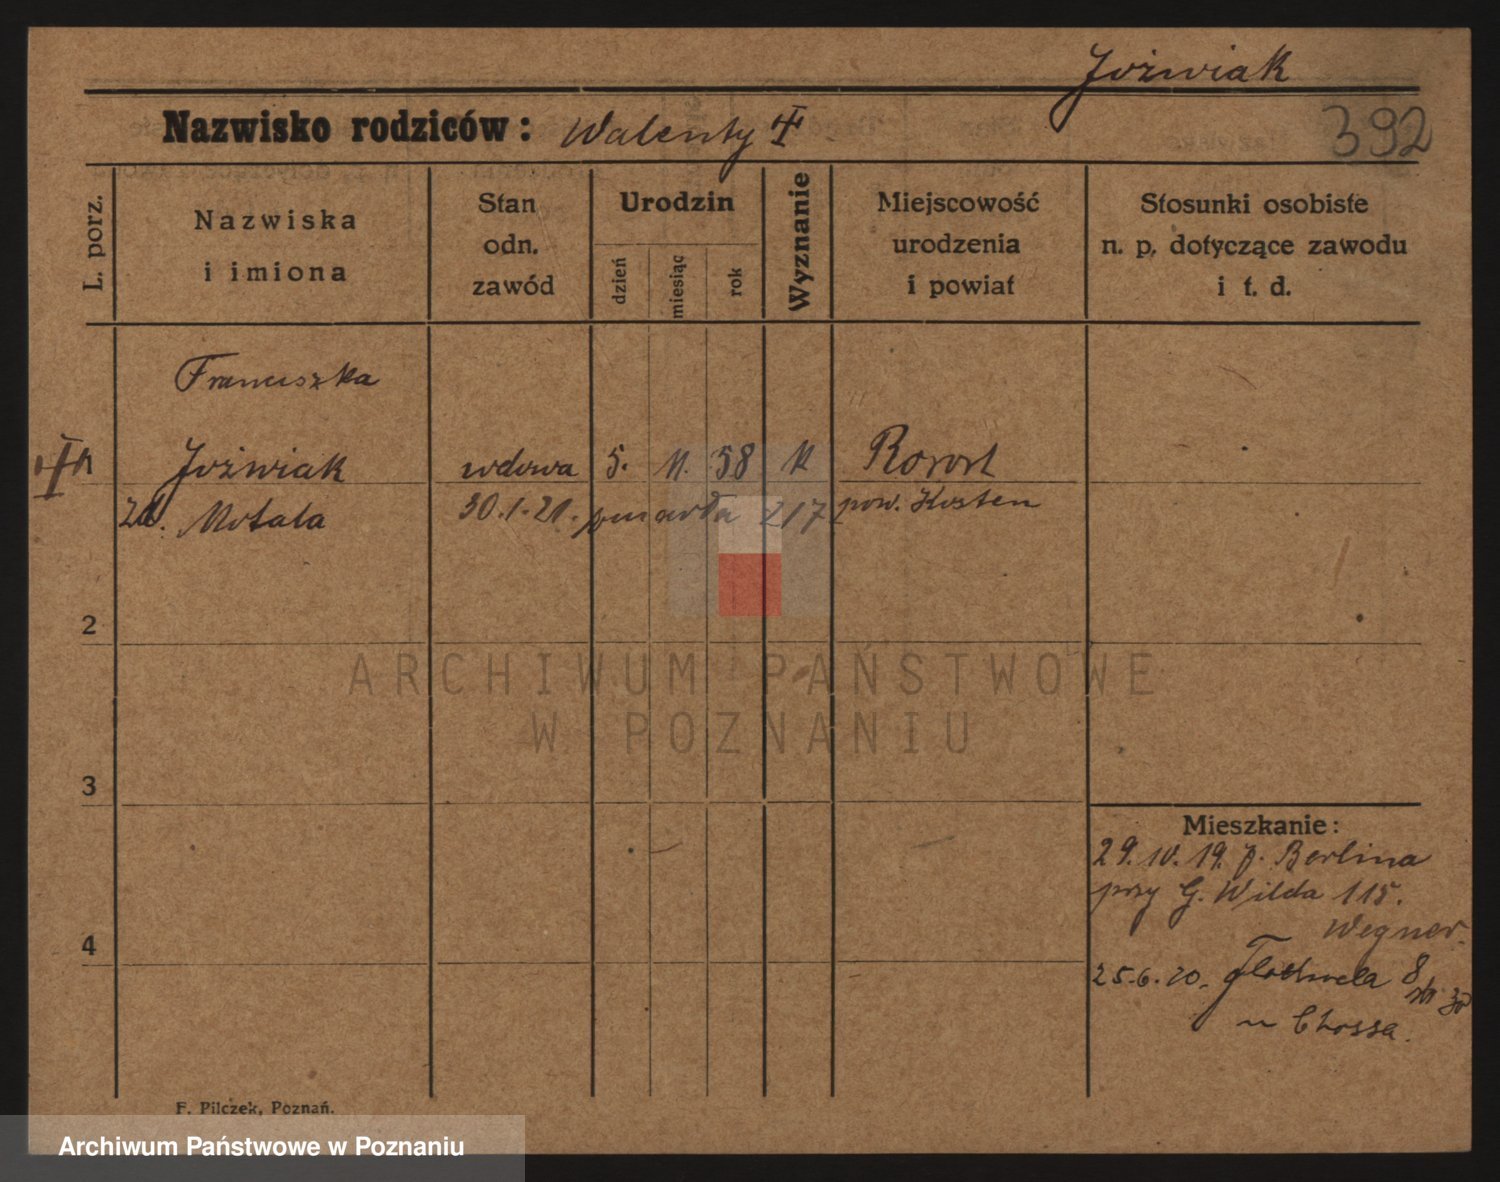 Jóźwiak
Nazwisko rodziców: Walenty
392
L. porz.
Nazwiska
i imiona
Stan
odn.
zawód
Urodzin
dzień
miesiąc
rok
Wyznanie
Miejscowość
urodzenia
i powiat
Stosunki osobiste
n. p. dotyczące zawodu
i t. d.
Franciszka
Jóźwiak wdowa 5. 11. 58 K
zd. Motała 30.1.21. zmarła 217 pow. Kosten
2
3
4
Mieszkanie:
29. 10. 19. z. Berlina
przy G. Wilda 115.
Wegner.
25.6.20. 8
F. Pilczek, Poznań.
ARCHIWUM PAŃSTWOWE
W POZNANIU
Archiwum Państwowe w Poznaniu